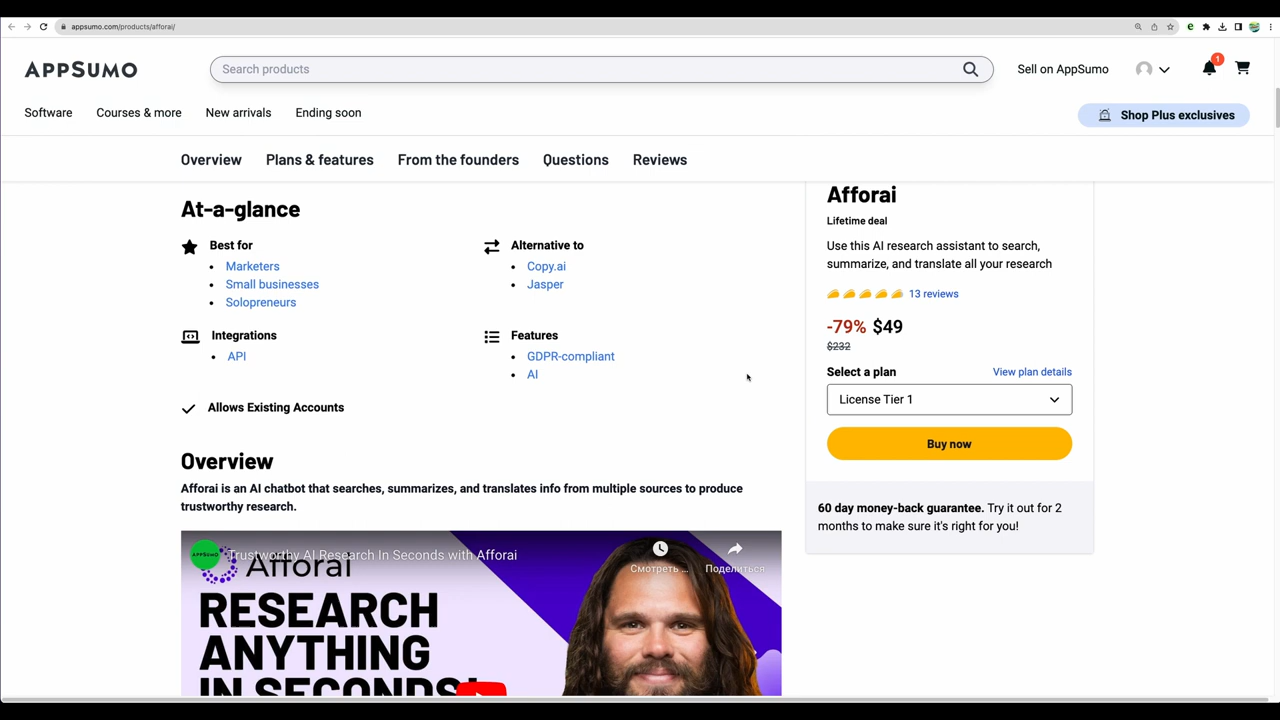 appsumo.com/products/afforai/
APPSUMO
Search products
Sell on AppSumo
1
Software
Courses & more
New arrivals
Ending soon
Shop Plus exclusives
Overview
Plans & features
From the founders
Questions
Reviews
At-a-glance
Best for
Marketers
Small businesses
Solopreneurs
Alternative to
Copy.ai
Jasper
Integrations
API
Features
GDPR-compliant
AI
Allows Existing Accounts
Overview
Afforai is an AI chatbot that searches, summarizes, and translates info from multiple sources to produce
trustworthy research.
APPSUMO
Trustworthy AI Research In Seconds with Afforai
Смотреть ...
Поделиться
Afforai
RESEARCH
ANYTHING
IN SECONDS!
Afforai
Lifetime deal
Use this AI research assistant to search,
summarize, and translate all your research
13 reviews
-79% $49
$232
Select a plan
View plan details
License Tier 1
Buy now
60 day money-back guarantee. Try it out for 2
months to make sure it's right for you!